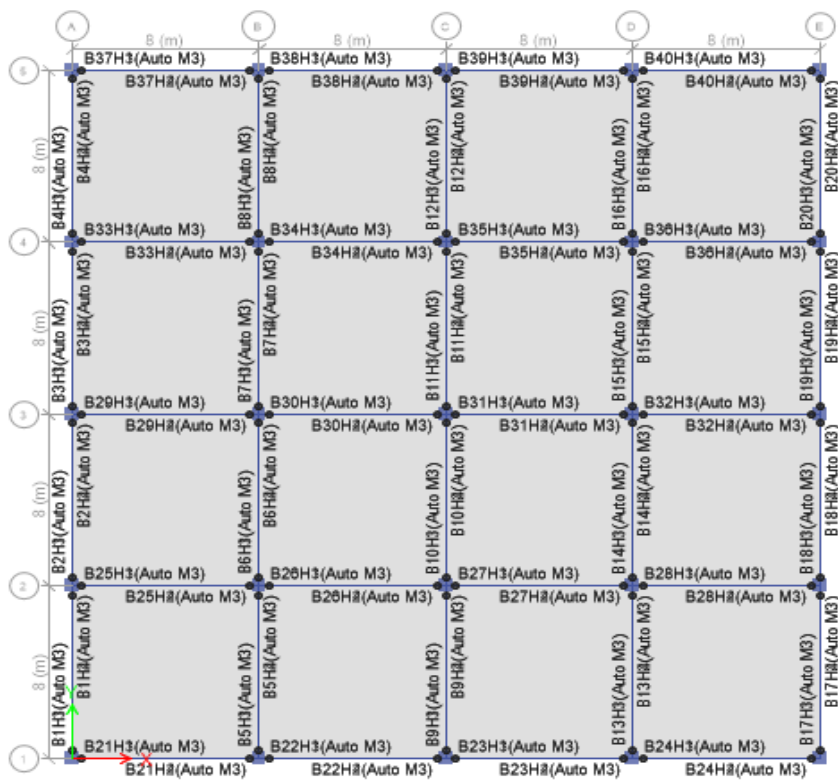 A B C D E
8 (m) 8 (m) 8 (m) 8 (m)
B37H3(Auto M3) B38H3(Auto M3) B39H3(Auto M3) B40H3(Auto M3)
5
B37H2(Auto M3) B38H2(Auto M3) B39H2(Auto M3) B40H2(Auto M3)
8 (m)
B4H3(Auto M3) B4H2(Auto M3) B8H3(Auto M3) B8H2(Auto M3) B12H3(Auto M3) B12H2(Auto M3) B16H3(Auto M3) B16H2(Auto M3) B20H3(Auto M3) B20H2(Auto M3)
B33H3(Auto M3) B34H3(Auto M3) B35H3(Auto M3) B36H3(Auto M3)
4
B33H2(Auto M3) B34H2(Auto M3) B35H2(Auto M3) B36H2(Auto M3)
8 (m)
B3H3(Auto M3) B3H2(Auto M3) B7H3(Auto M3) B7H2(Auto M3) B11H3(Auto M3) B11H2(Auto M3) B15H3(Auto M3) B15H2(Auto M3) B19H3(Auto M3) B19H2(Auto M3)
B29H3(Auto M3) B30H3(Auto M3) B31H3(Auto M3) B32H3(Auto M3)
3
B29H2(Auto M3) B30H2(Auto M3) B31H2(Auto M3) B32H2(Auto M3)
8 (m)
B2H3(Auto M3) B2H2(Auto M3) B6H3(Auto M3) B6H2(Auto M3) B10H3(Auto M3) B10H2(Auto M3) B14H3(Auto M3) B14H2(Auto M3) B18H3(Auto M3) B18H2(Auto M3)
B25H3(Auto M3) B26H3(Auto M3) B27H3(Auto M3) B28H3(Auto M3)
2
B25H2(Auto M3) B26H2(Auto M3) B27H2(Auto M3) B28H2(Auto M3)
8 (m)
B1H3(Auto M3) B1H2(Auto M3) B5H3(Auto M3) B5H2(Auto M3) B9H3(Auto M3) B9H2(Auto M3) B13H3(Auto M3) B13H2(Auto M3) B17H3(Auto M3) B17H2(Auto M3)
Y
B21H3(Auto M3) B22H3(Auto M3) B23H3(Auto M3) B24H3(Auto M3)
1
X
B21H2(Auto M3) B22H2(Auto M3) B23H2(Auto M3) B24H2(Auto M3)